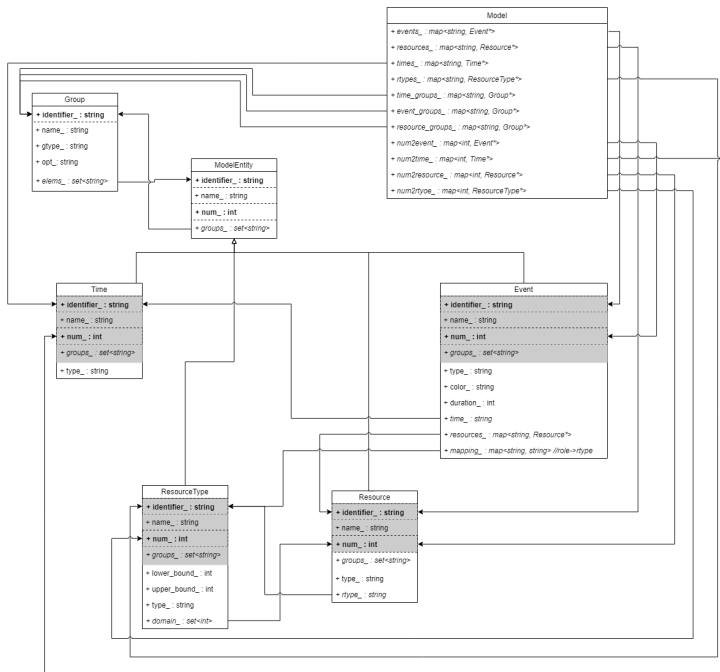 Model
+ events_ : map<string, Event*>
+ resources_ : map<string, Resource*>
+ times_ : map<string, Time*>
+ rtypes_ : map<string, ResourceType*>
+ time_groups_ : map<string, Group*>
+ event_groups_ : map<string, Group*>
+ resource_groups_ : map<string, Group*>
+ num2event_ : map<int, Event*>
+ num2time_ : map<int, Time*>
+ num2resource_ : map<int, Resource*>
+ num2rtyoe_ : map<int, ResourceType*>
Group
+ identifier_ : string
+ name_ : string
+ gtype_ : string
+ opt_: string
+ elems_ : set<string>
ModelEntity
+ identifier_ : string
+ name_ : string
+ num_ : int
+ groups_ : set<string>
Time
+ identifier_ : string
+ name_ : string
+ num_ : int
+ groups_ : set<string>
+ type_ : string
Event
+ identifier_ : string
+ name_ : string
+ num_ : int
+ groups_ : set<string>
+ type_ : string
+ color_ : string
+ duration_ : int
+ time_ : string
+ resources_ : map<string, Resource*>
+ mapping_ : map<string, string> //role->rtype
ResourceType
+ identifier_ : string
+ name_ : string
+ num_ : int
+ groups_ : set<string>
+ lower_bound_ : int
+ upper_bound_ : int
+ type_ : string
+ domain_ : set<int>
Resource
+ identifier_ : string
+ name_ : string
+ num_ : int
+ groups_ : set<string>
+ type_ : string
+ rtype_ : string